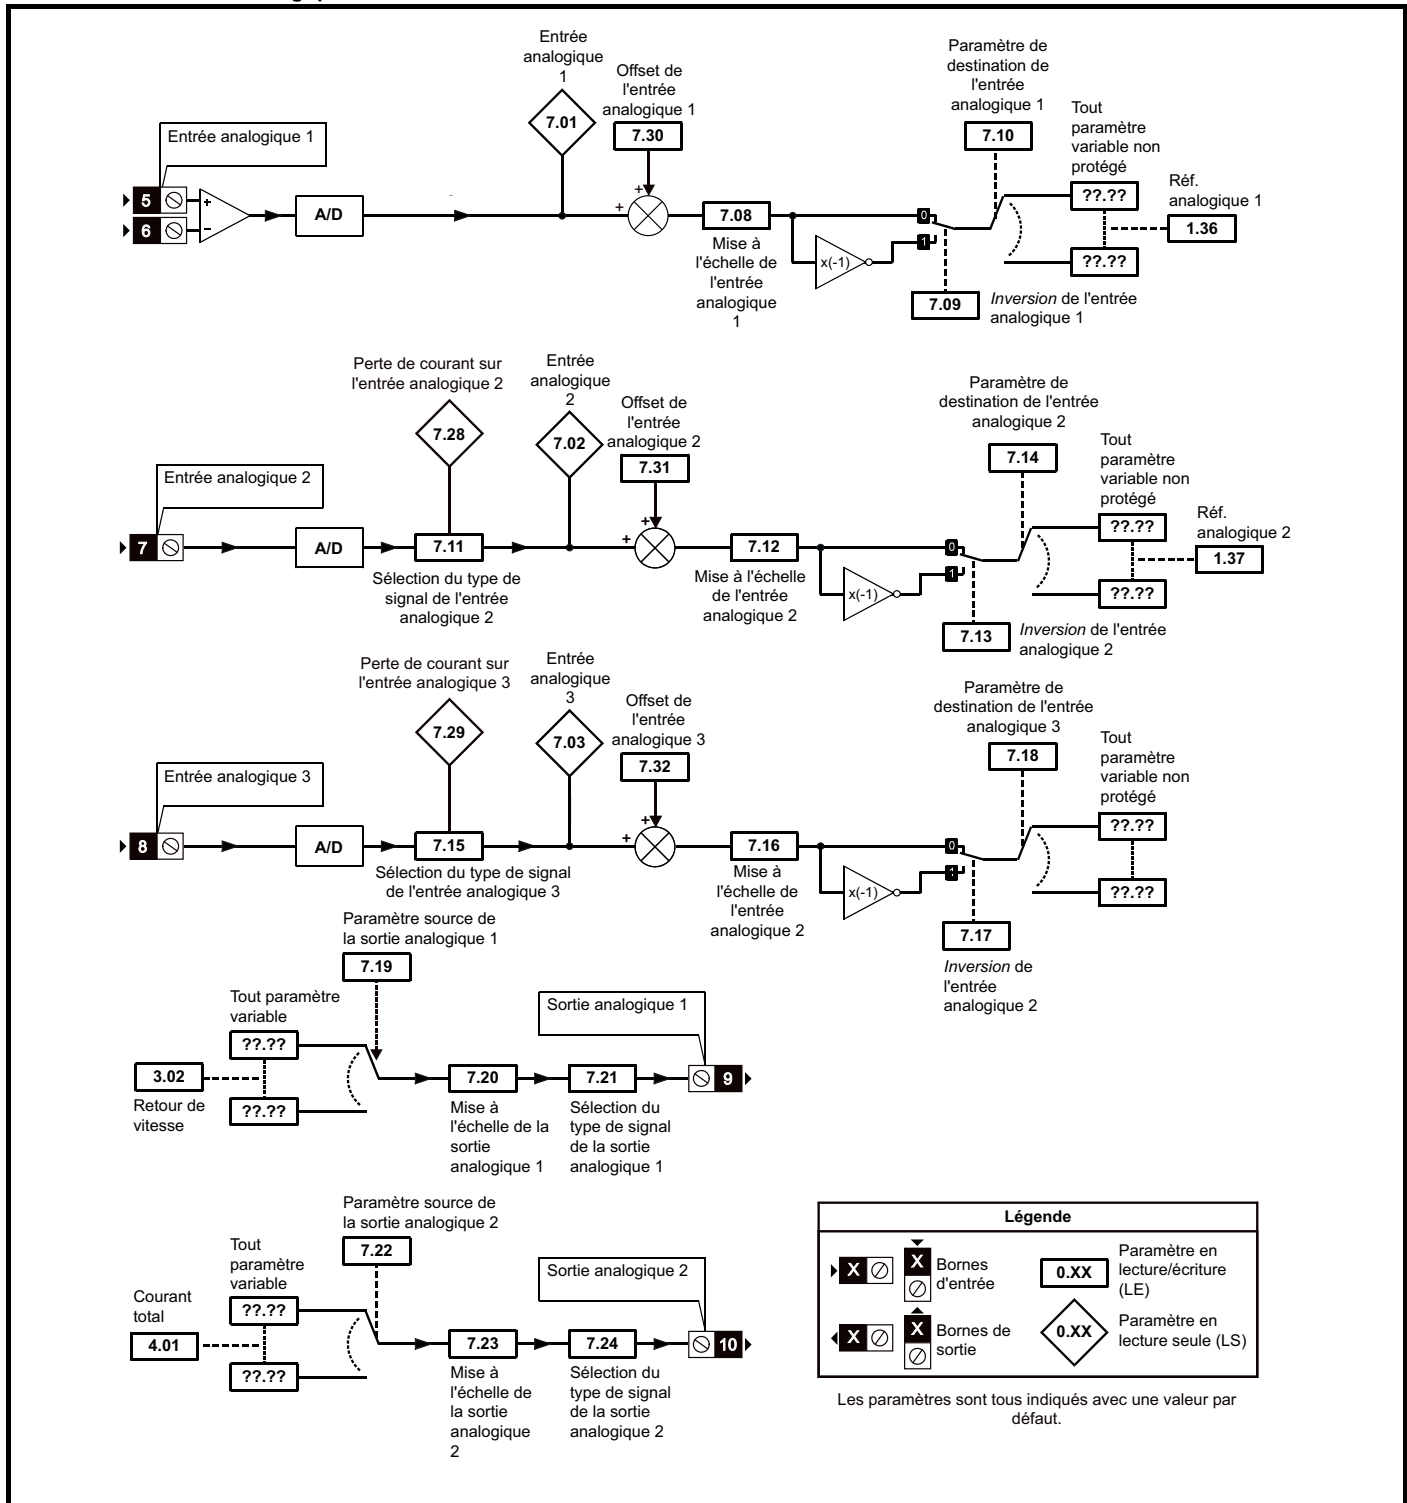 Entrée
analogique
1
7.01
Offset de
l'entrée
analogique 1
7.30
Paramètre de
destination de
l'entrée
analogique 1
7.10
Tout
paramètre
variable non
protégé
??.??
Réf.
analogique 1
1.36
??.??
Entrée analogique 1
5
6
+
−
A/D
+
+
7.08
Mise à
l'échelle de
l'entrée
analogique
1
x(-1)
0
1
7.09
Inversion de l'entrée
analogique 1
Perte de courant sur
l'entrée analogique 2
7.28
Entrée
analogique
2
7.02
Offset de
l'entrée
analogique 2
7.31
Paramètre de
destination de l'entrée
analogique 2
7.14
Tout
paramètre
variable non
protégé
??.??
Réf.
analogique 2
1.37
??.??
Entrée analogique 2
7
A/D
7.11
Sélection du type de
signal de l'entrée
analogique 2
+
+
7.12
Mise à l'échelle
de l'entrée
analogique 2
x(-1)
0
1
7.13
Inversion de l'entrée
analogique 2
Perte de courant sur
l'entrée analogique 3
7.29
Entrée
analogique
3
7.03
Offset de
l'entrée
analogique 3
7.32
Paramètre de
destination de l'entrée
analogique 3
7.18
Tout
paramètre
variable non
protégé
??.??
??.??
Entrée analogique 3
8
A/D
7.15
Sélection du type de signal
de l'entrée analogique 3
+
+
7.16
Mise à
l'échelle de
l'entrée
analogique 2
x(-1)
0
1
7.17
Inversion de
l'entrée
analogique 2
Paramètre source de
la sortie analogique 1
7.19
Tout paramètre
variable
??.??
3.02
Retour de
vitesse
??.??
7.20
Mise à
l'échelle de la
sortie
analogique 1
7.21
Sélection du
type de signal
de la sortie
analogique 1
Sortie analogique 1
9
Paramètre source de
la sortie analogique 2
7.22
Tout
paramètre
variable
??.??
Courant
total
4.01
??.??
7.23
Mise à
l'échelle de
la sortie
analogique
2
7.24
Sélection du
type de signal
de la sortie
analogique 2
Sortie analogique 2
10
Légende
X
X
Bornes
d'entrée
0.XX
Paramètre en
lecture/écriture
(LE)
X
X
Bornes de
sortie
0.XX
Paramètre en
lecture seule (LS)
Les paramètres sont tous indiqués avec une valeur par
défaut.